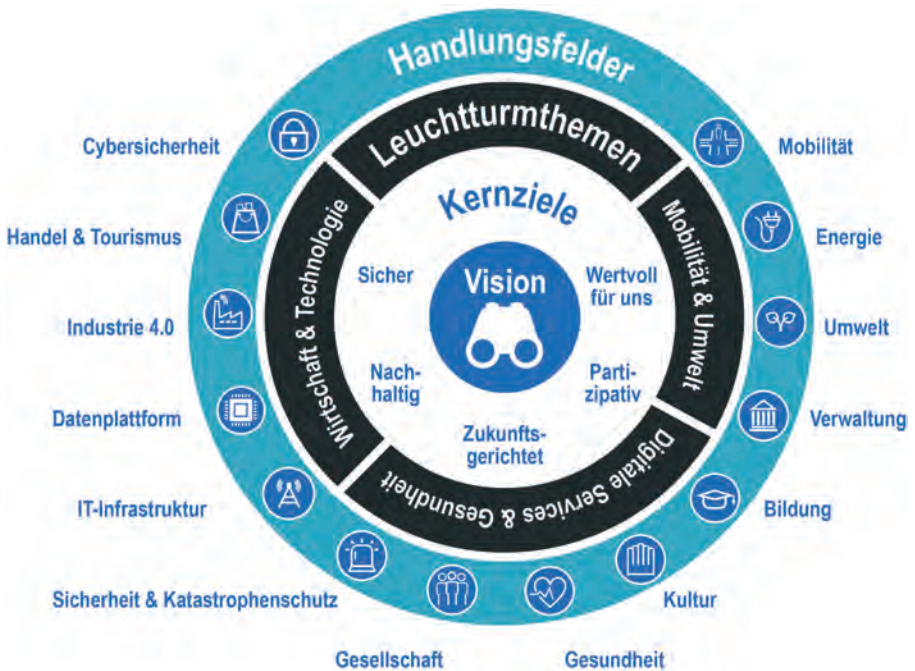 Handlungsfelder
Leuchtturmthemen
Kernziele
Vision
Sicher
Wertvoll
für uns
Nach-
haltig
Parti-
zipativ
Zukunfts-
gerichtet
Wirtschaft & Technologie
Mobilität & Umwelt
Digitale Services & Gesundheit
Cybersicherheit
Handel & Tourismus
Industrie 4.0
Datenplattform
IT-Infrastruktur
Sicherheit & Katastrophenschutz
Gesellschaft
Mobilität
Energie
Umwelt
Verwaltung
Bildung
Kultur
Gesundheit